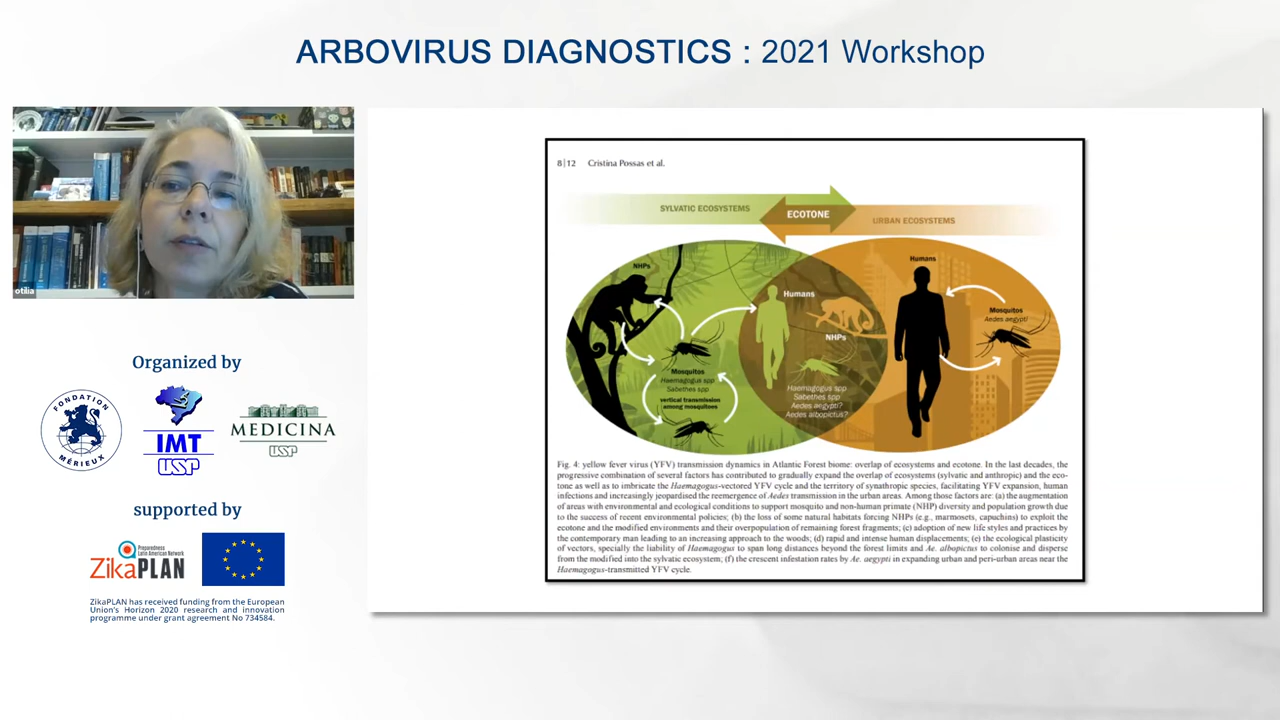 ARBOVIRUS DIAGNOSTICS : 2021 Workshop
otilia
Organized by
FONDATION
MÉRIEUX
IMT
USP
MEDICINA
USP
supported by
Preparedness
Latin American Network
ZikaPLAN
ZikaPLAN has received funding from the European
Union's Horizon 2020 research and innovation
programme under grant agreement No 734584.
8|12 Cristina Possas et al.
SYLVATIC ECOSYSTEMS
ECOTONE
URBAN ECOSYSTEMS
NHPs
Mosquitos
Haemagogus spp
Sabethes spp
vertical transmission
among mosquitoes
Humans
NHPs
Haemagogus spp
Sabethes spp
Aedes aegypti?
Aedes albopictus?
Humans
Mosquitos
Aedes aegypti
Fig. 4: yellow fever virus (YFV) transmission dynamics in Atlantic Forest biome: overlap of ecosystems and ecotone. In the last decades, the
progressive combination of several factors has contributed to gradually expand the overlap of ecosystems (sylvatic and anthropic) and the eco-
tone as well as to imbricate the Haemagogus-vectored YFV cycle and the territory of synathropic species, facilitating YFV expansion, human
infections and increasingly jeopardised the reemergence of Aedes transmission in the urban areas. Among those factors are: (a) the augmentation
of areas with environmental and ecological conditions to support mosquito and non-human primate (NHP) diversity and population growth due
to the success of recent environmental policies; (b) the loss of some natural habitats forcing NHPs (e.g., marmosets, capuchins) to exploit the
ecotone and the modified environments and their overpopulation of remaining forest fragments; (c) adoption of new life styles and practices by
the contemporary man leading to an increasing approach to the woods; (d) rapid and intense human displacements; (e) the ecological plasticity
of vectors, specially the liability of Haemagogus to span long distances beyond the forest limits and Ae. albopictus to colonise and disperse
from the modified into the sylvatic ecosystem; (f) the crescent infestation rates by Ae. aegypti in expanding urban and peri-urban areas near the
Haemagogus-transmitted YFV cycle.